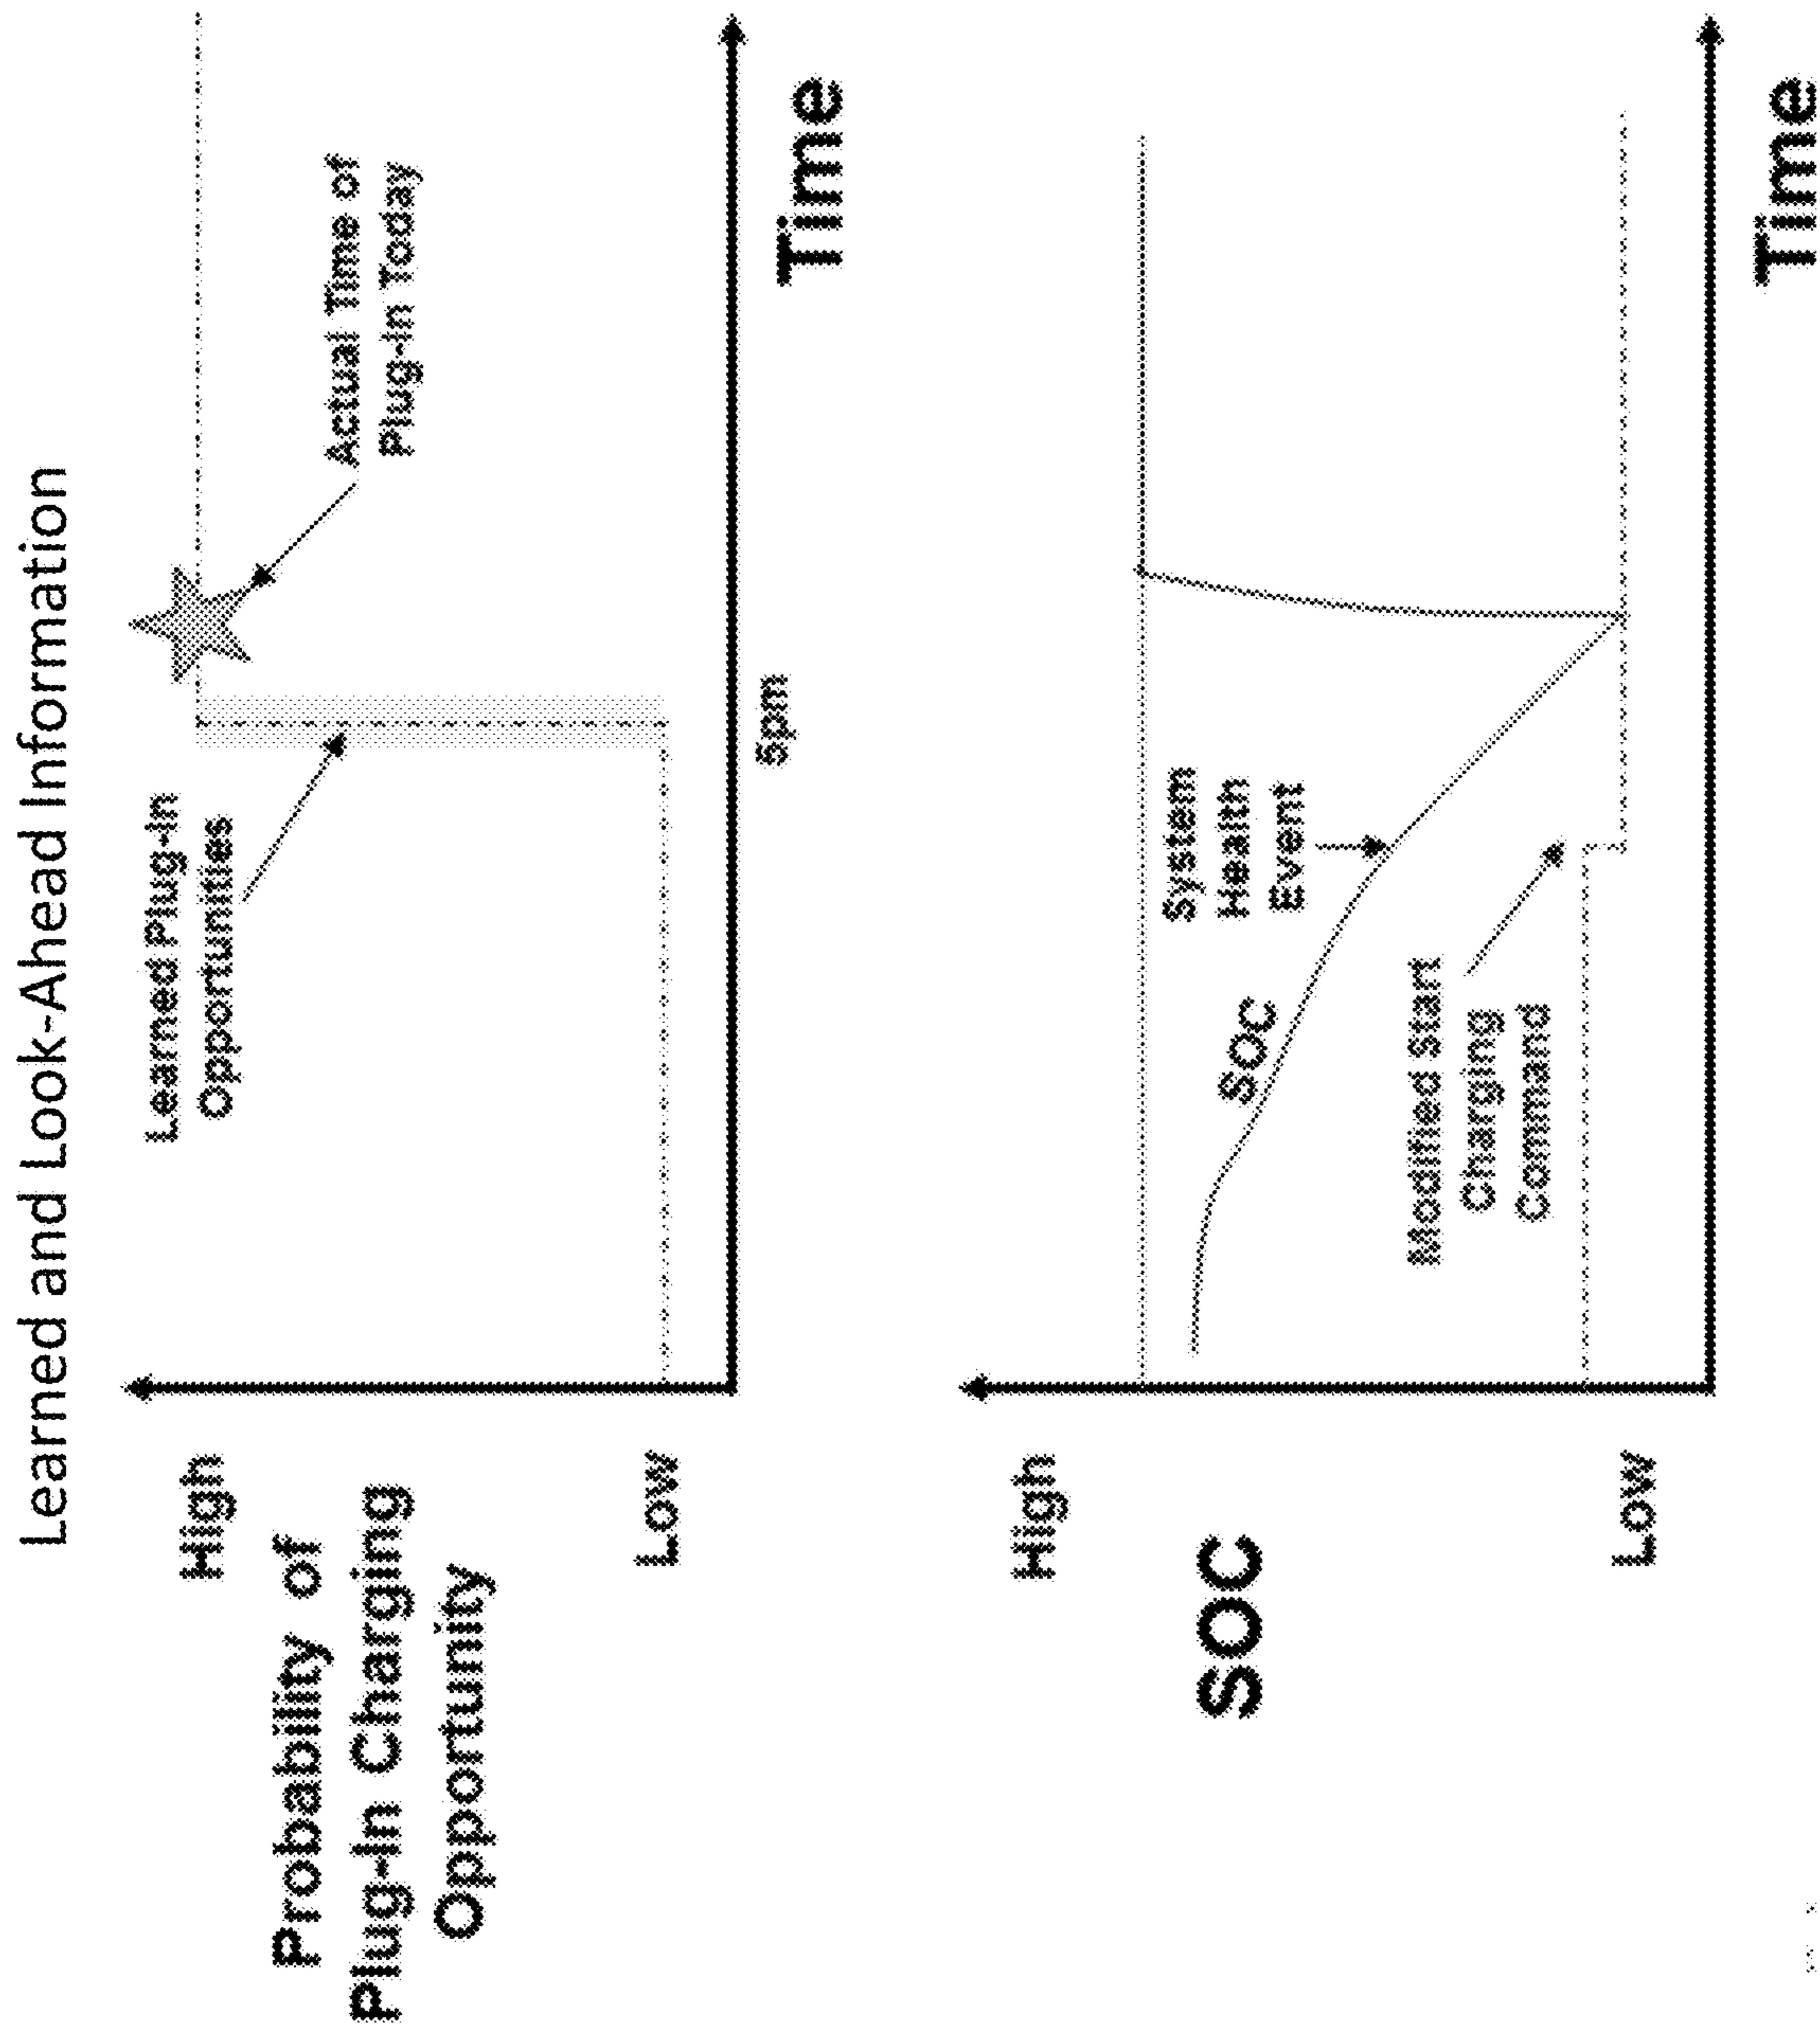 Learned and Look-Ahead Information
High
Probability of
Plug-In Charging
Opportunity
Low
Learned Plug-In
Opportunities
Actual Time of
Plug-In Today
5pm
Time
High
SOC
Low
SOC
System
Health
Event
Modified Start
Charging
Command
Time